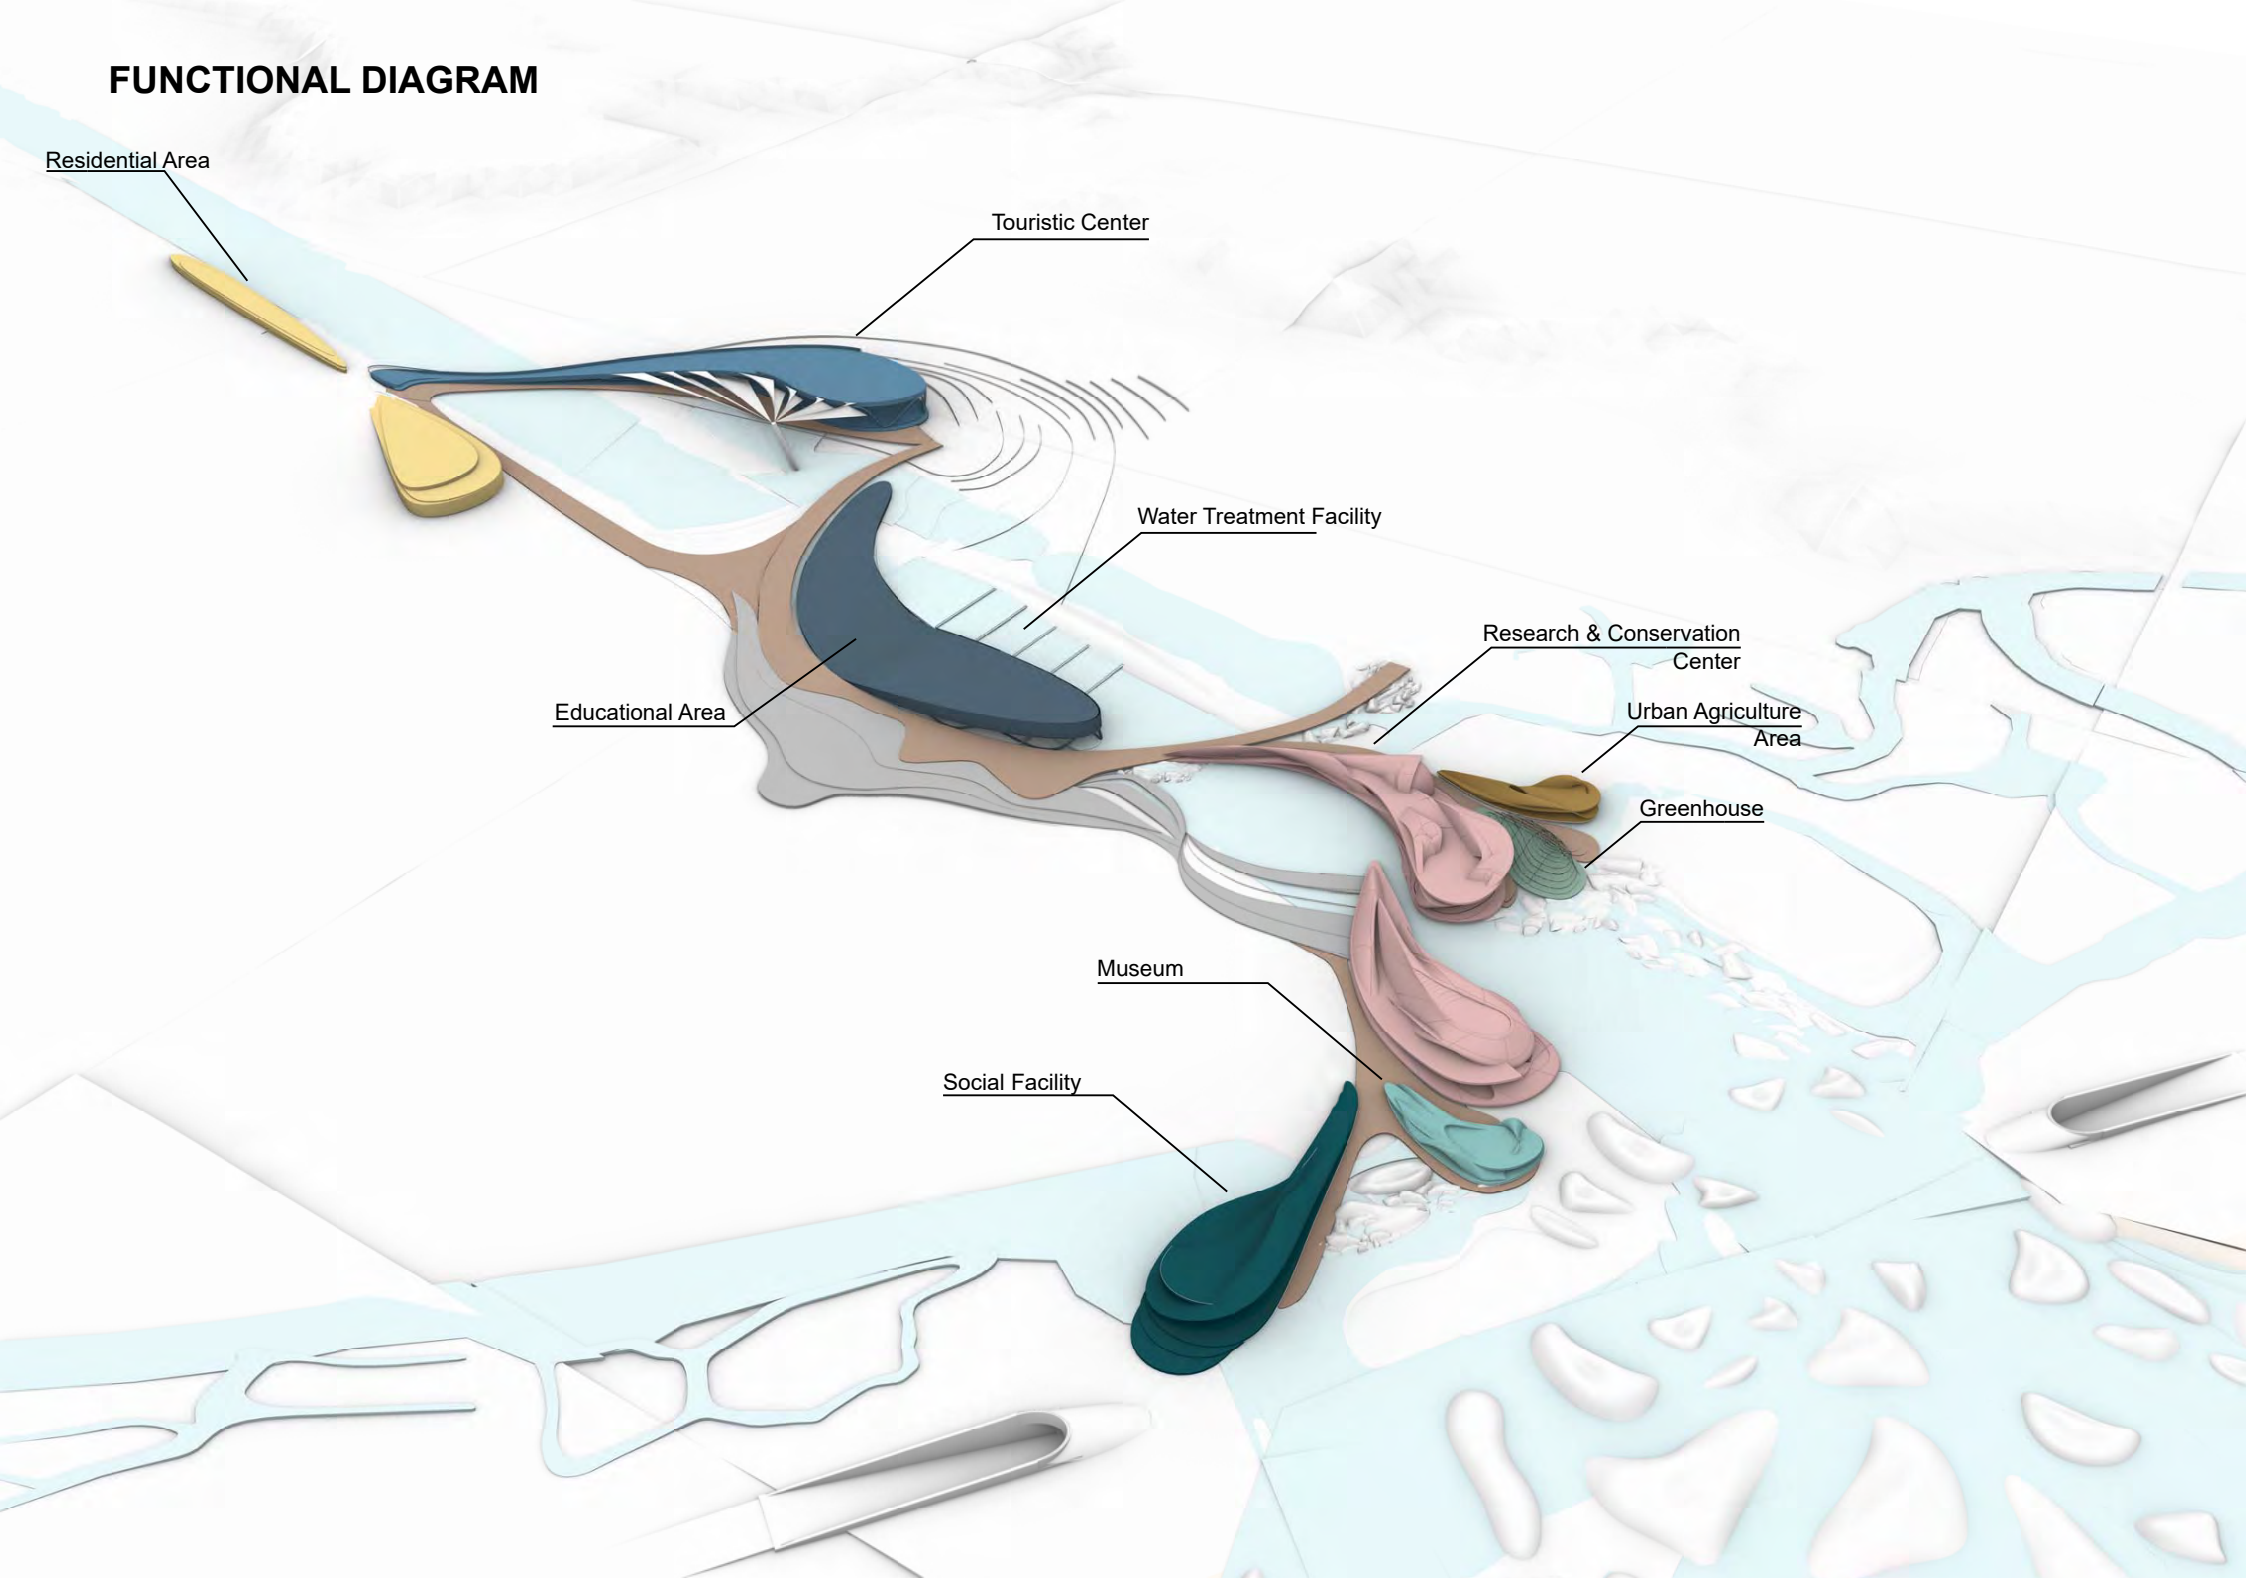 FUNCTIONAL DIAGRAM
Residential Area
Touristic Center
Water Treatment Facility
Research & Conservation
Center
Educational Area
Urban Agriculture
Area
Greenhouse
Museum
Social Facility